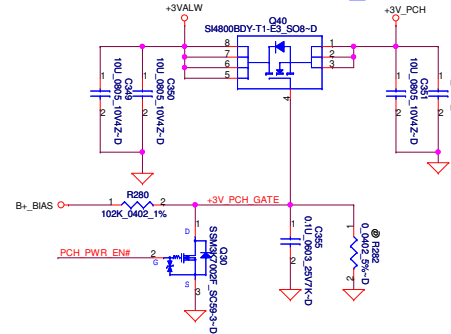 +3VALW
+3V_PCH
Q40
SI4800BDY-T1-E3_SO8~D
8
7
6
5
1
2
3
4
1
2
C349
10U_0805_10V4Z~D
1
2
C350
10U_0805_10V4Z~D
1
2
C351
10U_0805_10V4Z~D
1
2
B+_BIAS
1
R280
2
102K_0402_1%
+3V_PCH_GATE
PCH_PWR_EN#
2
G
1
D
S
3
Q30
SSM3K7002F_SC59-3~D
1
2
C355
0.1U_0603_25V7K~D
1
2
@ R282
0_0402_5%~D